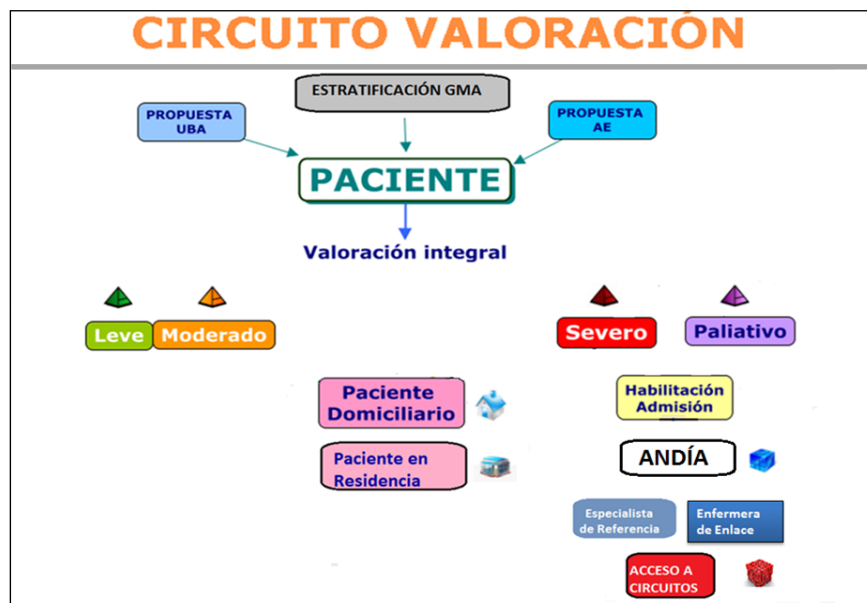 CIRCUITO VALORACIÓN
ESTRATIFICACIÓN GMA
PROPUESTA
UBA
PROPUESTA
AE
PACIENTE
Valoración integral
Leve
Moderado
Severo
Paliativo
Paciente
Domiciliario
Habilitación
Admisión
Paciente en
Residencia
ANDÍA
Especialista
de Referencia
Enfermera
de Enlace
ACCESO A
CIRCUITOS